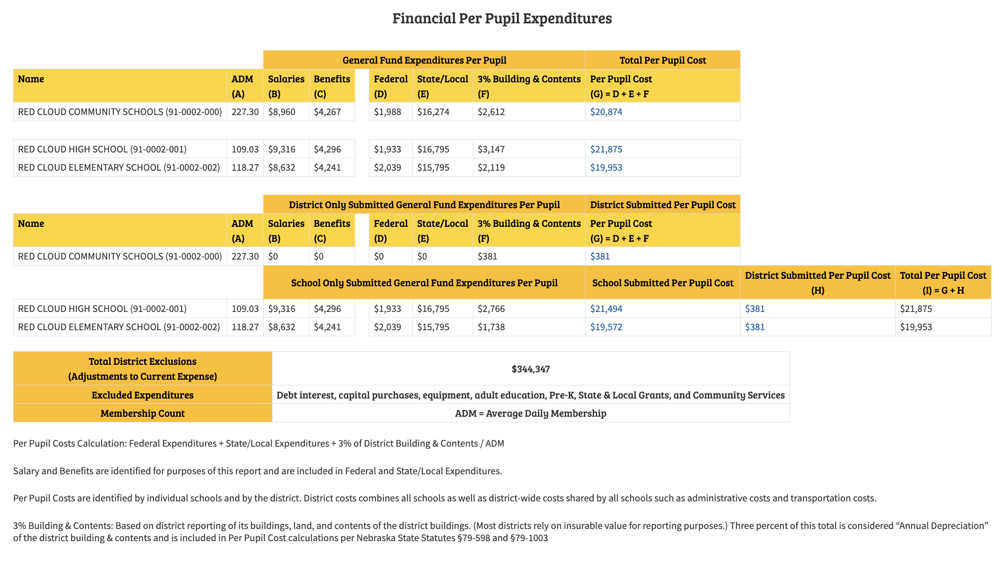 Financial Per Pupil Expenditures
General Fund Expenditures Per Pupil Total Per Pupil Cost
Name ADM (A) Salaries (B) Benefits (C) Federal (D) State/Local (E) 3% Building & Contents (F) Per Pupil Cost (G) = D + E + F
RED CLOUD COMMUNITY SCHOOLS (91-0002-000) 227.30 $8,960 $4,267 $1,988 $16,274 $2,612 $20,874
RED CLOUD HIGH SCHOOL (91-0002-001) 109.03 $9,316 $4,296 $1,933 $16,795 $3,147 $21,875
RED CLOUD ELEMENTARY SCHOOL (91-0002-002) 118.27 $8,632 $4,241 $2,039 $15,795 $2,119 $19,953
District Only Submitted General Fund Expenditures Per Pupil District Submitted Per Pupil Cost
Name ADM (A) Salaries (B) Benefits (C) Federal (D) State/Local (E) 3% Building & Contents (F) Per Pupil Cost (G) = D + E + F
RED CLOUD COMMUNITY SCHOOLS (91-0002-000) 227.30 $0 $0 $0 $0 $381 $381
School Only Submitted General Fund Expenditures Per Pupil School Submitted Per Pupil Cost District Submitted Per Pupil Cost (H) Total Per Pupil Cost (I) = G + H
RED CLOUD HIGH SCHOOL (91-0002-001) 109.03 $9,316 $4,296 $1,933 $16,795 $2,766 $21,494 $381 $21,875
RED CLOUD ELEMENTARY SCHOOL (91-0002-002) 118.27 $8,632 $4,241 $2,039 $15,795 $1,738 $19,572 $381 $19,953
Total District Exclusions (Adjustments to Current Expense) $344,347
Excluded Expenditures Debt interest, capital purchases, equipment, adult education, Pre-K, State & Local Grants, and Community Services
Membership Count ADM = Average Daily Membership
Per Pupil Costs Calculation: Federal Expenditures + State/Local Expenditures + 3% of District Building & Contents / ADM
Salary and Benefits are identified for purposes of this report and are included in Federal and State/Local Expenditures.
Per Pupil Costs are identified by individual schools and by the district. District costs combines all schools as well as district-wide costs shared by all schools such as administrative costs and transportation costs.
3% Building & Contents: Based on district reporting of its buildings, land, and contents of the district buildings. (Most districts rely on insurable value for reporting purposes.) Three percent of this total is considered “Annual Depreciation”
of the district building & contents and is included in Per Pupil Cost calculations per Nebraska State Statutes §79-598 and §79-1003